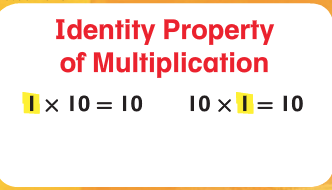 Identity Property
of Multiplication
1 × 10 = 10 10 × 1 = 10